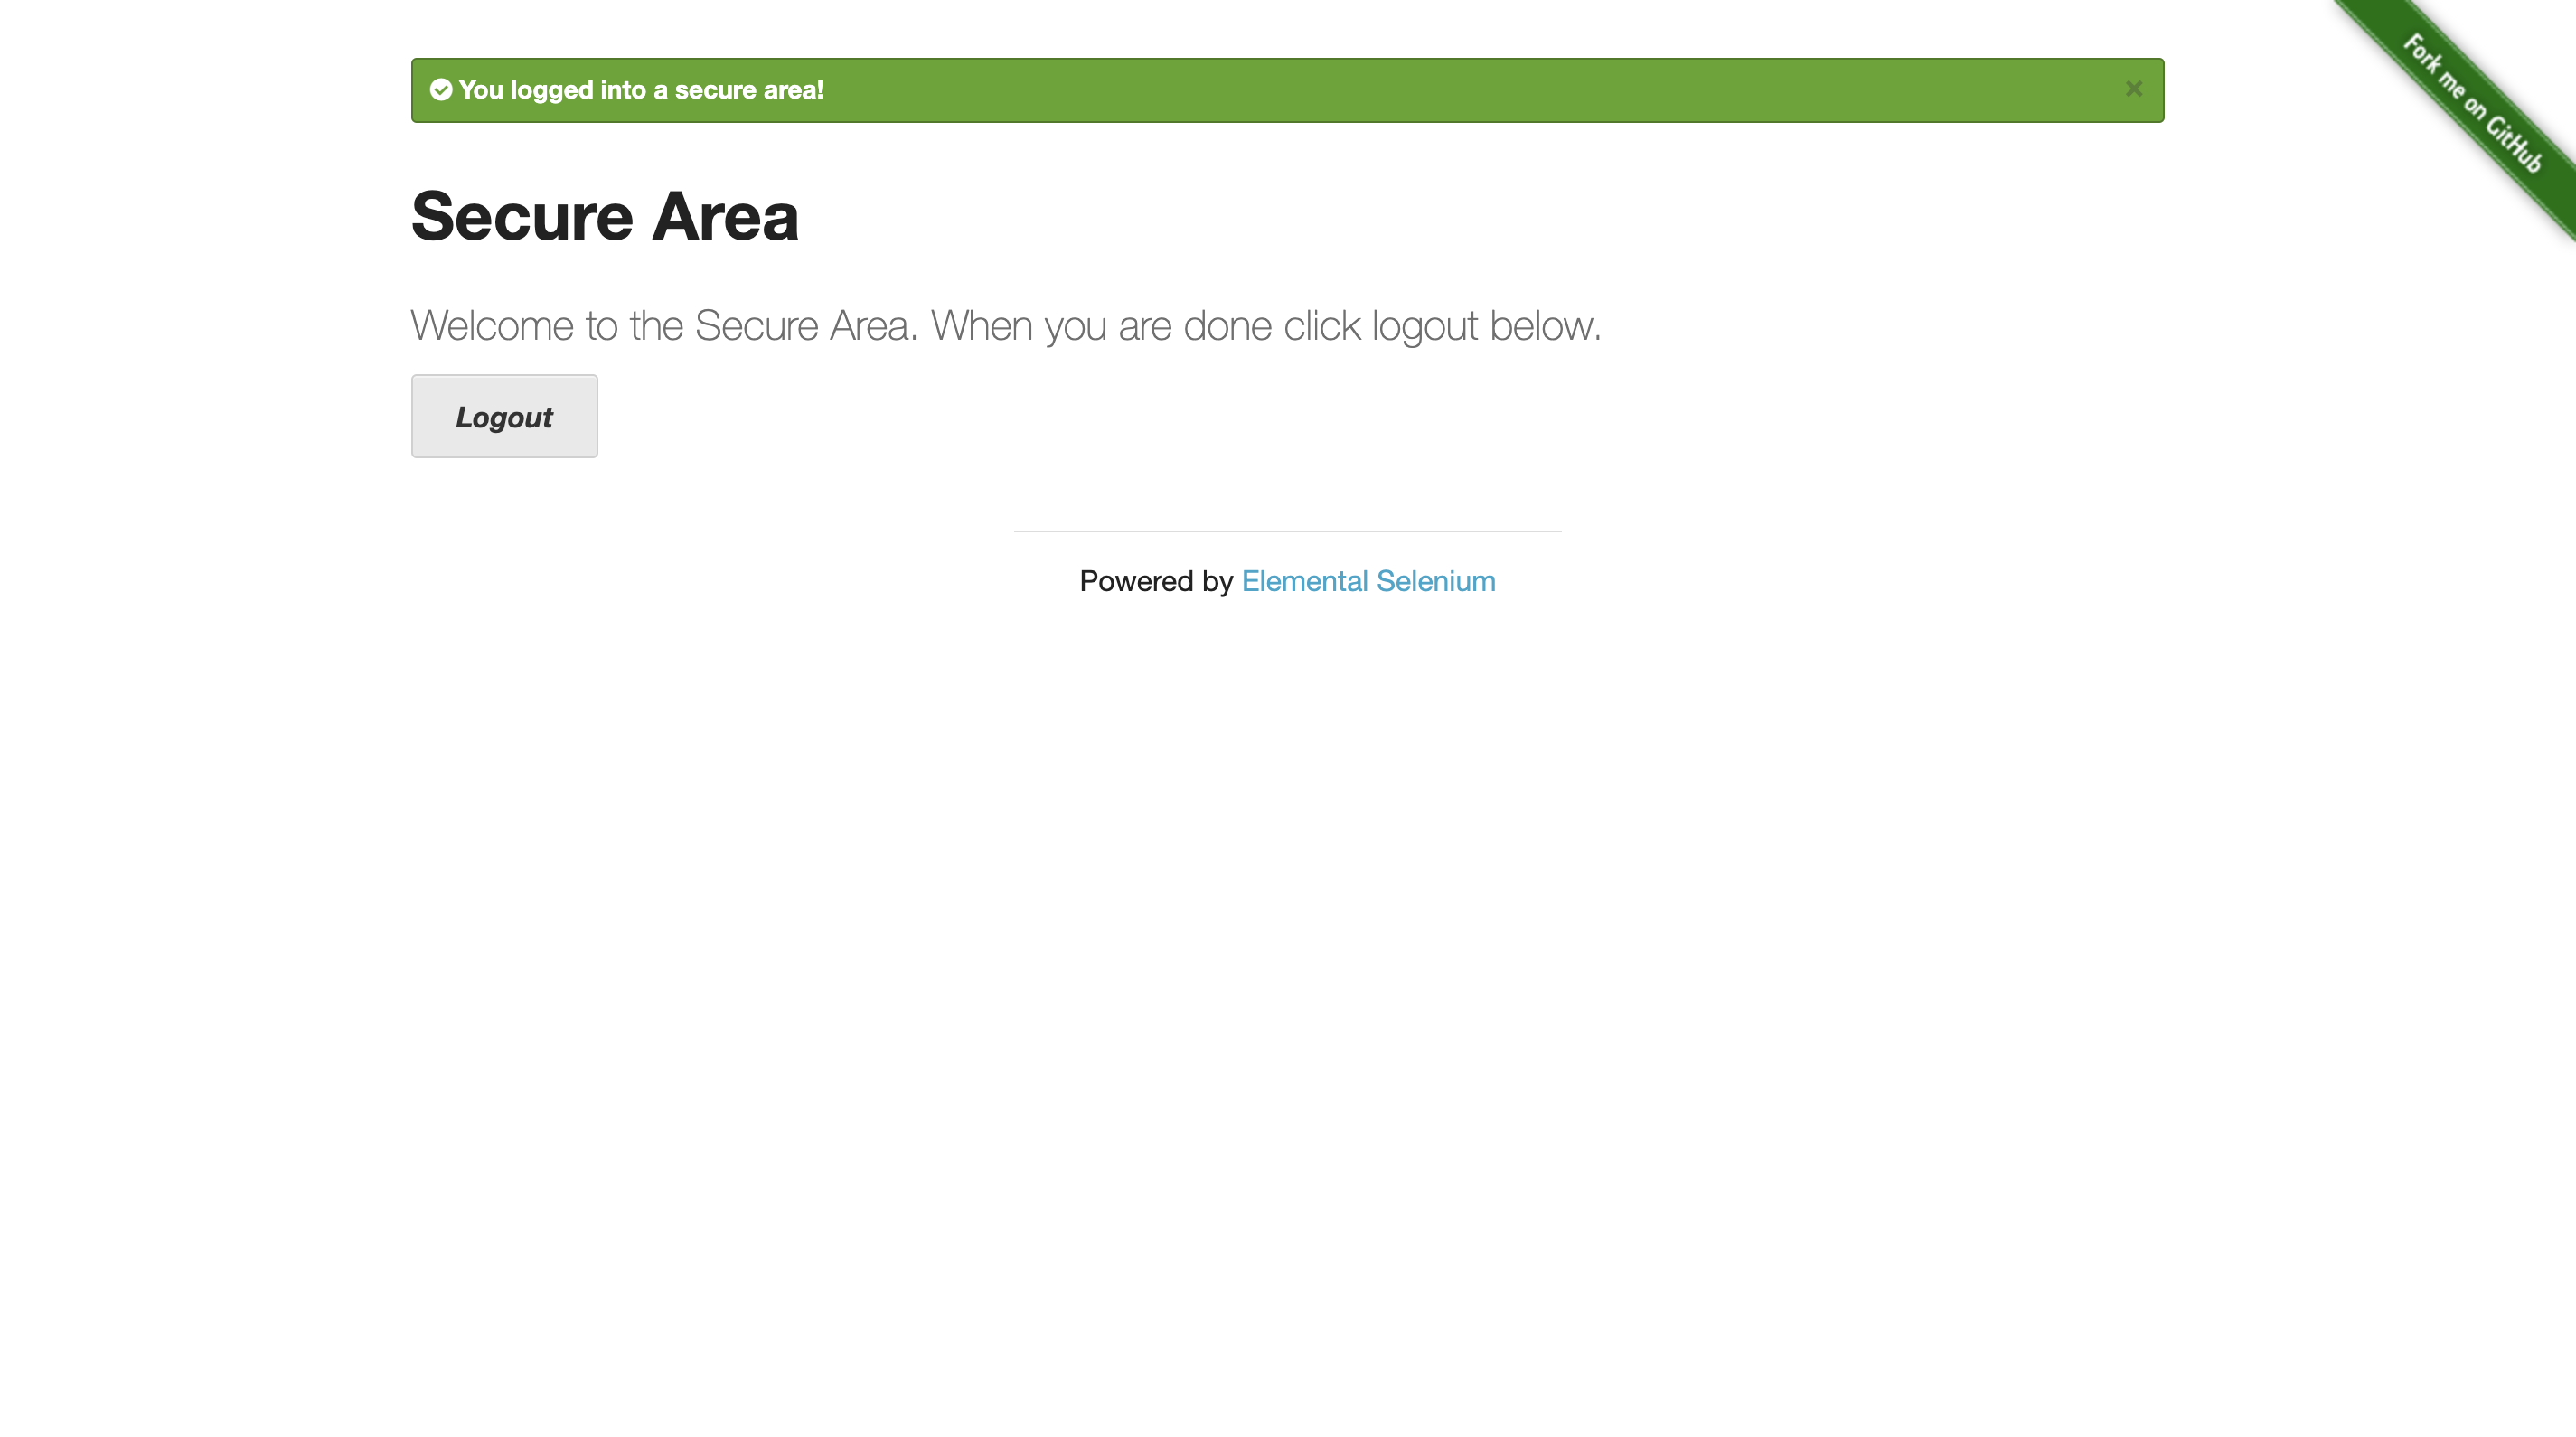 You logged into a secure area!
×
Fork me on GitHub
Secure Area
Welcome to the Secure Area. When you are done click logout below.
Logout
Powered by Elemental Selenium